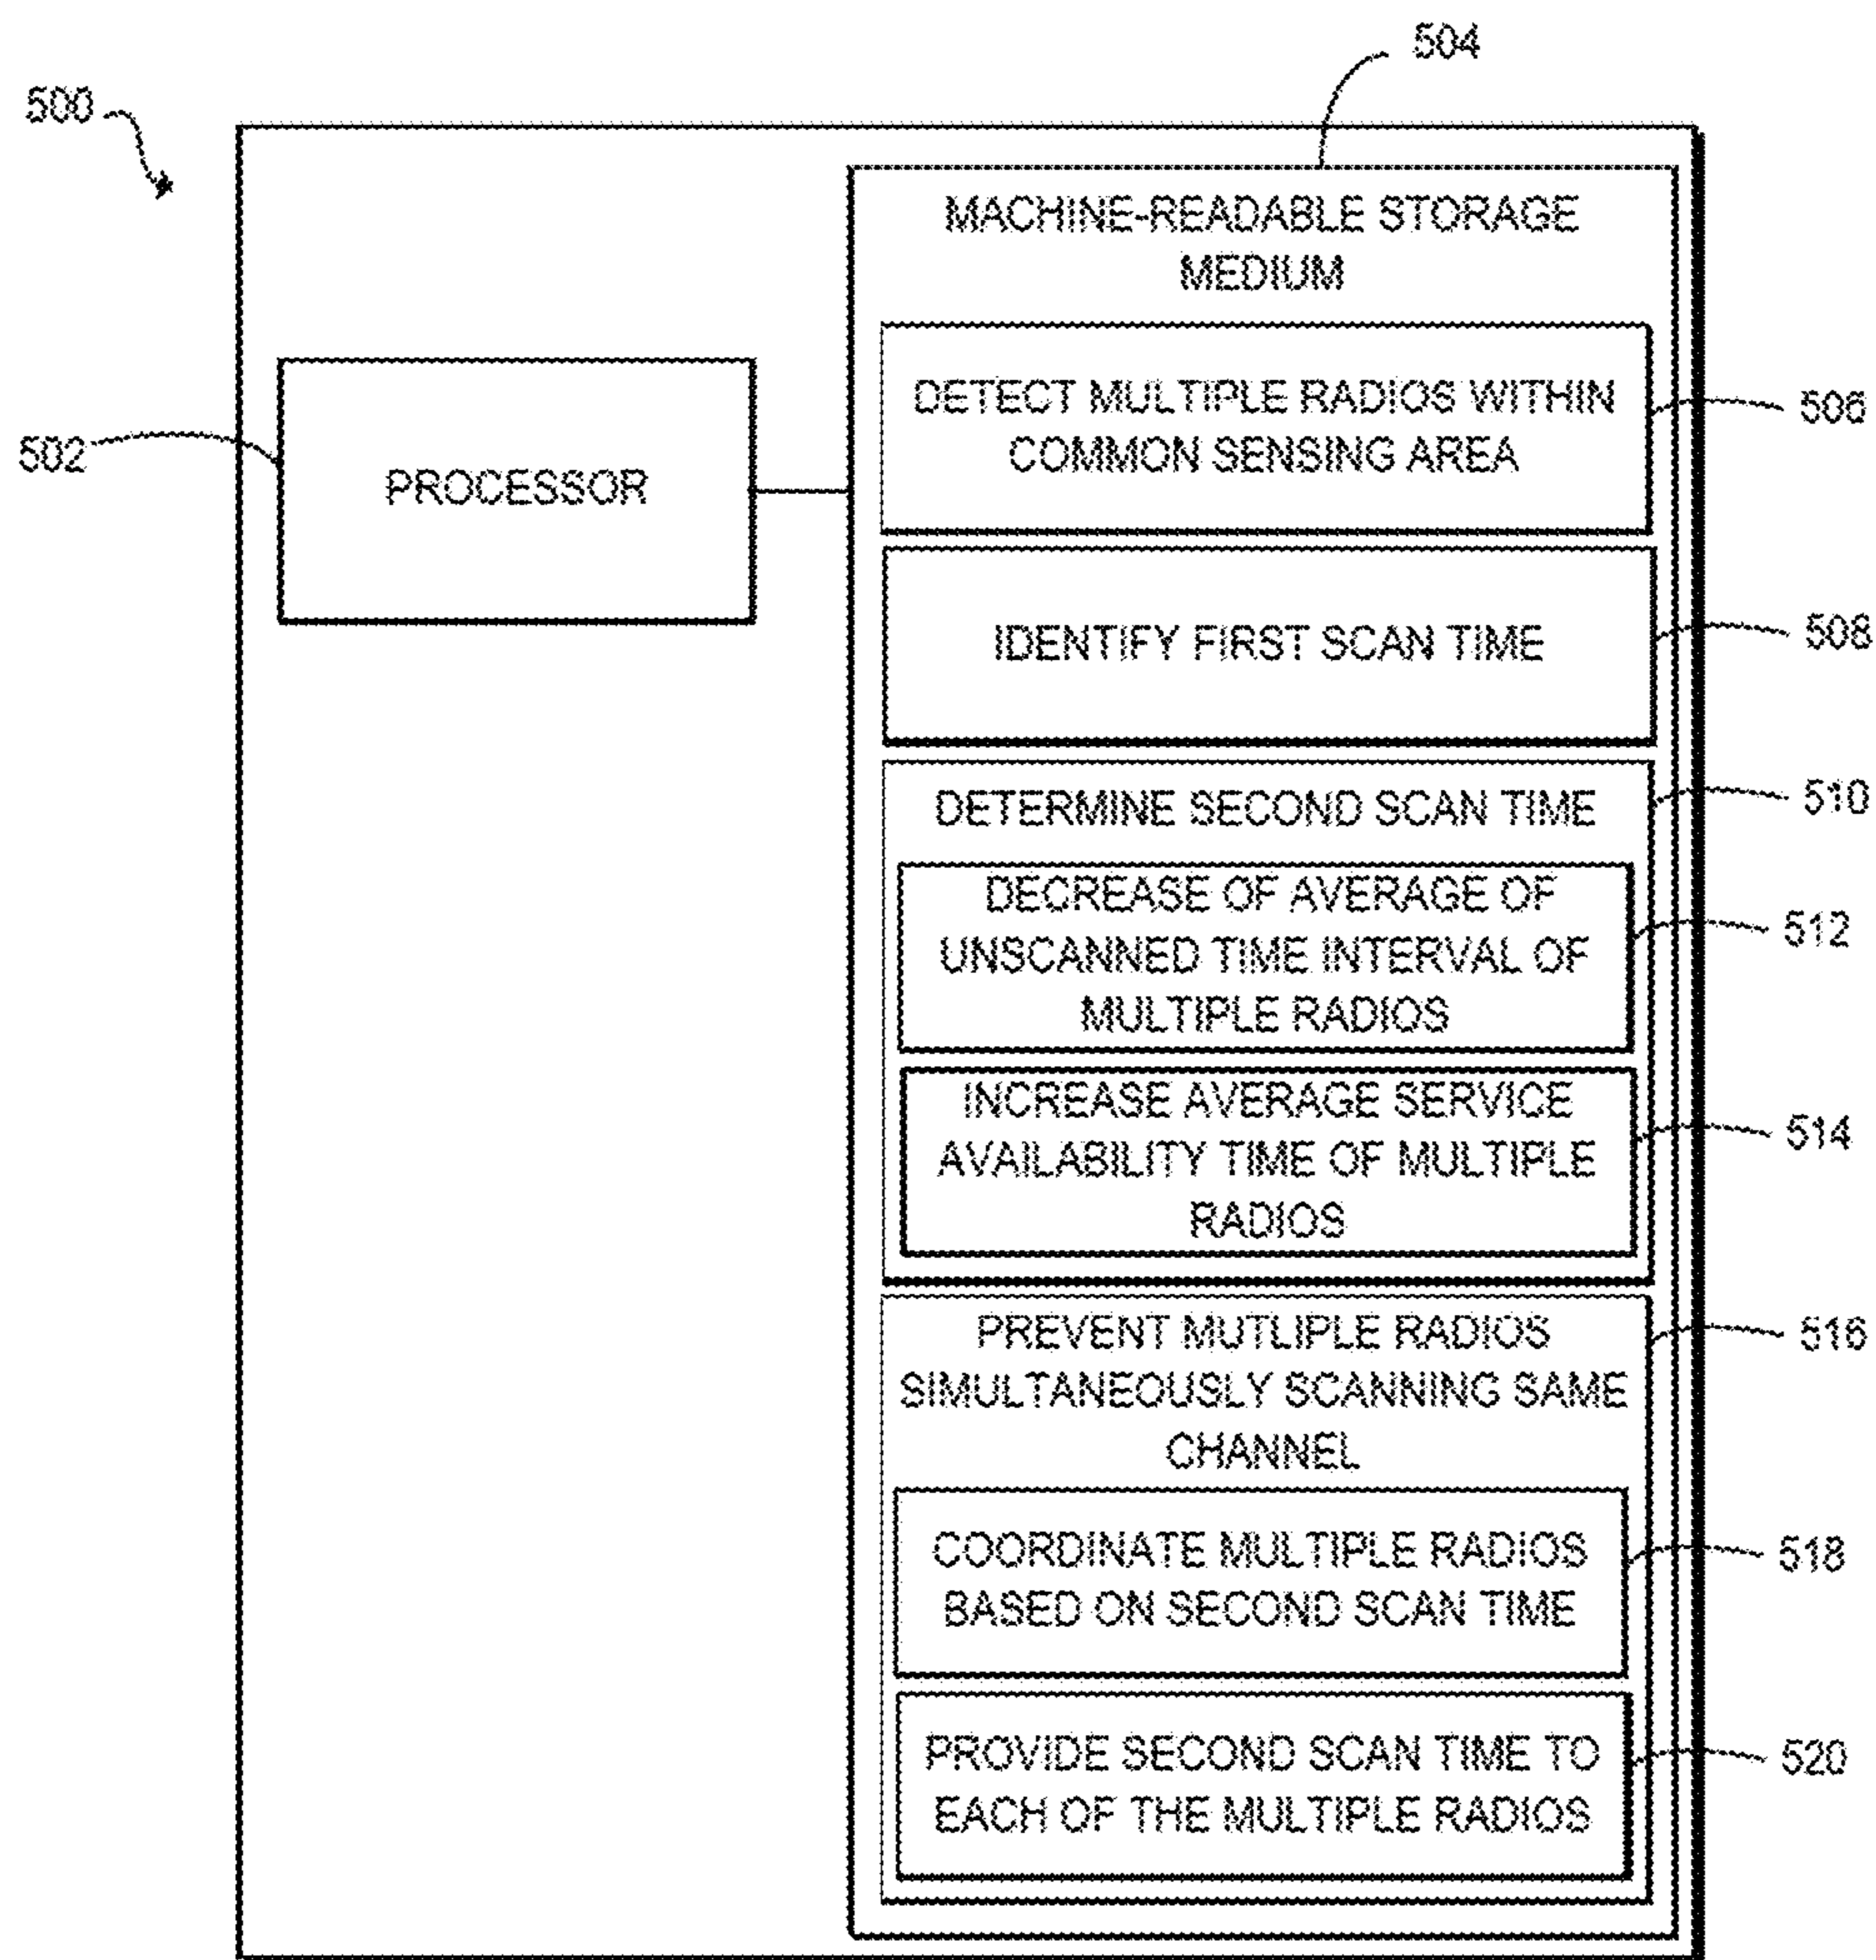 504
500
MACHINE-READABLE STORAGE
MEDIUM
DETECT MULTIPLE RADIOS WITHIN
COMMON SENSING AREA
506
502
PROCESSOR
IDENTIFY FIRST SCAN TIME
508
DETERMINE SECOND SCAN TIME
510
DECREASE OF AVERAGE OF
UNSCANNED TIME INTERVAL OF
MULTIPLE RADIOS
512
INCREASE AVERAGE SERVICE
AVAILABILITY TIME OF MULTIPLE
RADIOS
514
PREVENT MUTLIPLE RADIOS
SIMULTANEOUSLY SCANNING SAME
CHANNEL
516
COORDINATE MULTIPLE RADIOS
BASED ON SECOND SCAN TIME
518
PROVIDE SECOND SCAN TIME TO
EACH OF THE MULTIPLE RADIOS
520